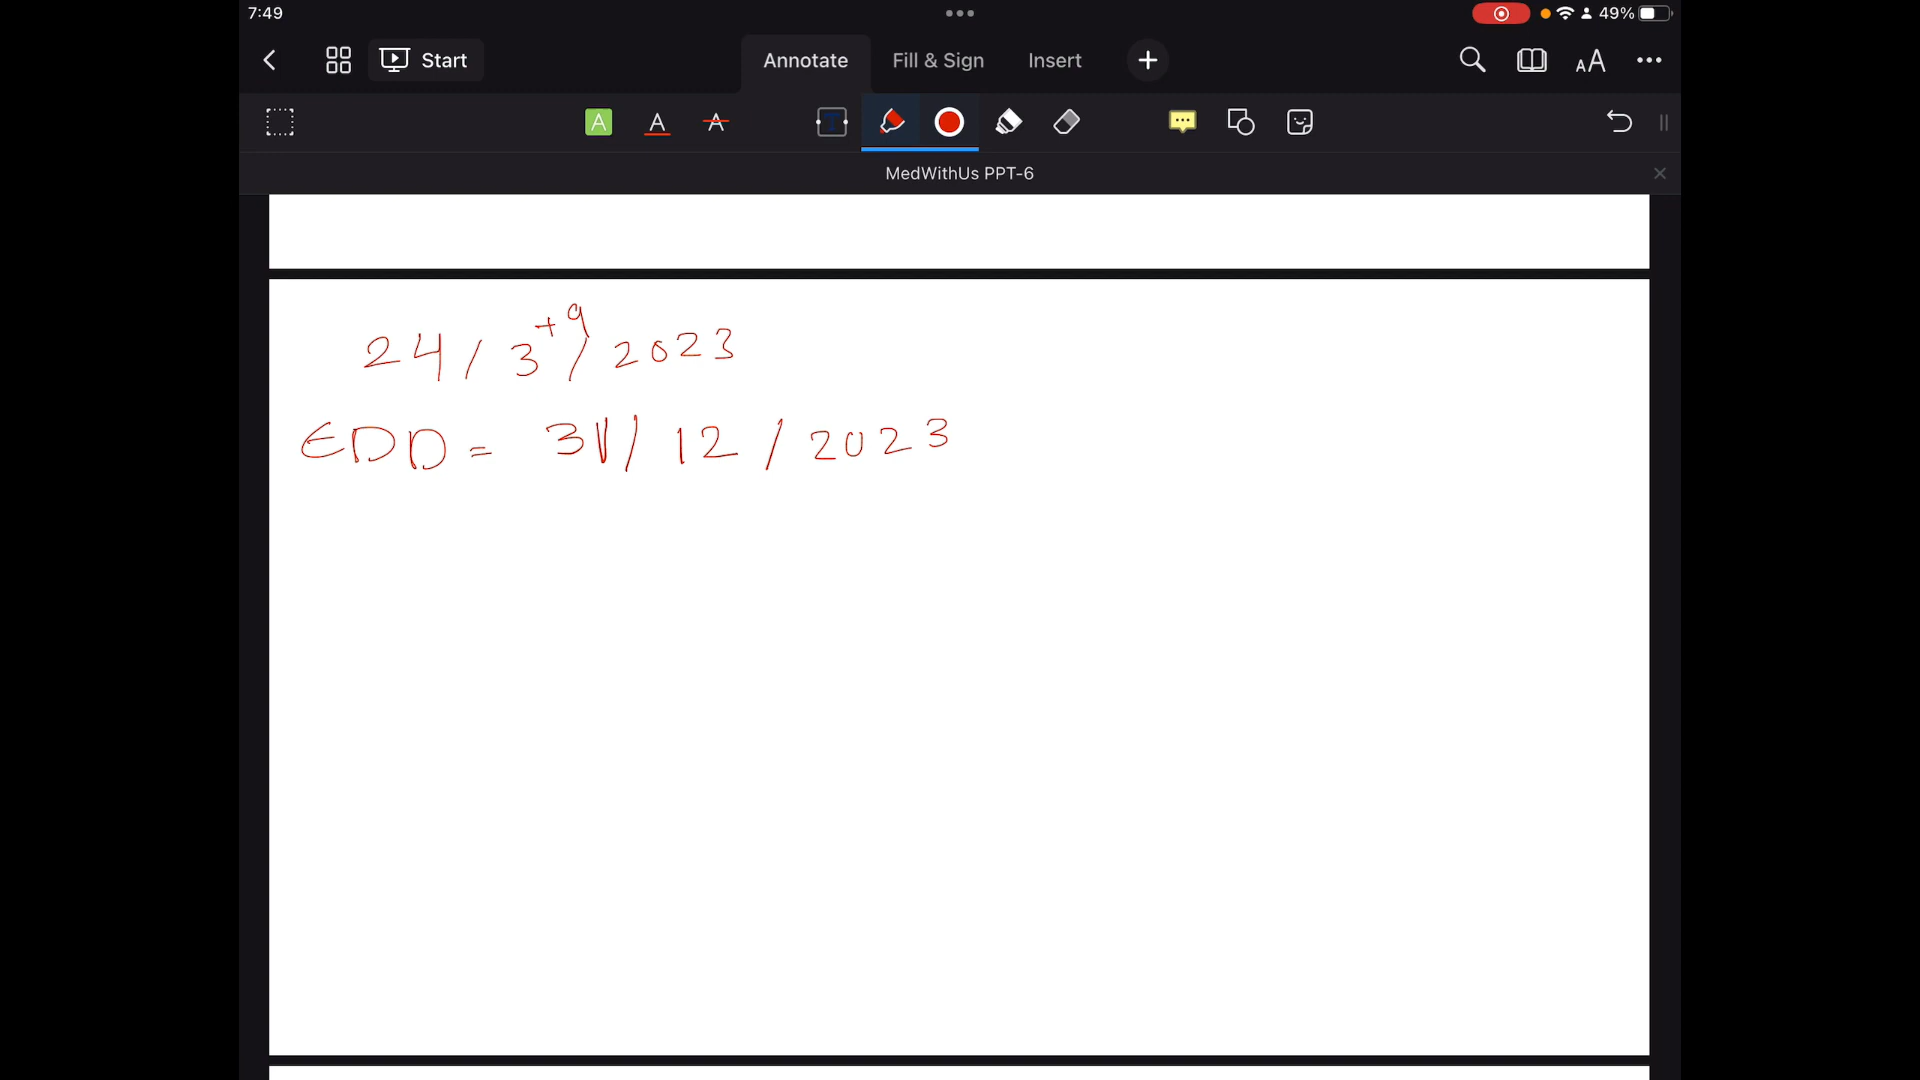 7:49
49%
Start
Annotate
Fill & Sign
Insert
MedWithUs PPT-6
24 / 3 +9 / 2023
EDD = 31 / 12 / 2023